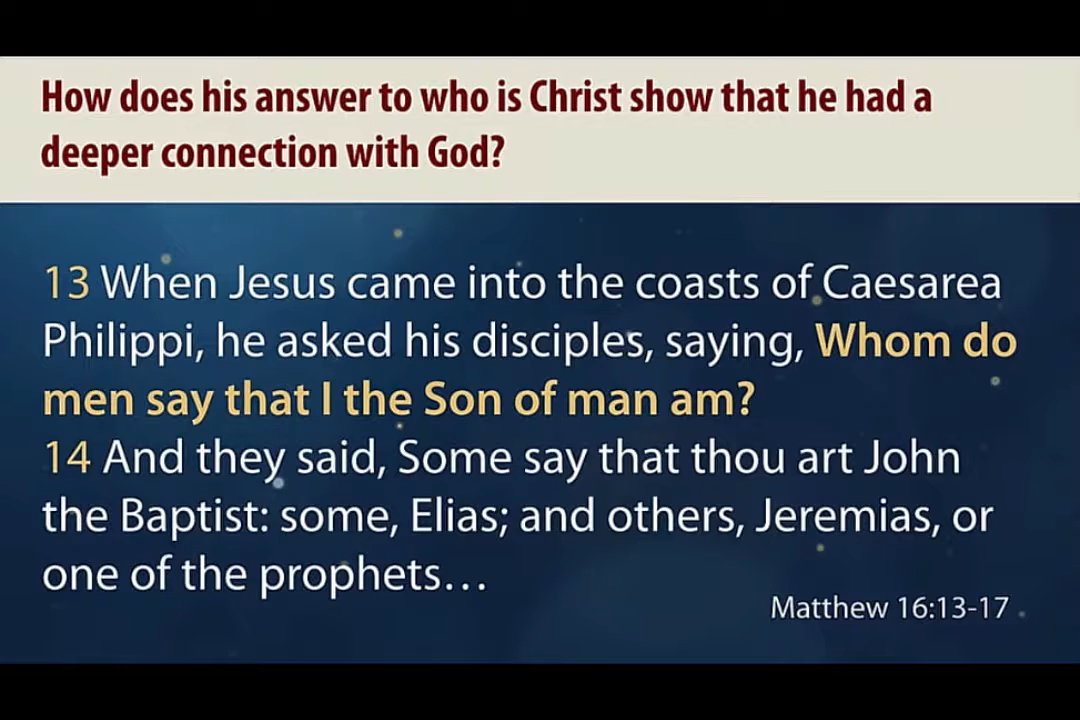 How does his answer to who is Christ show that he had a
deeper connection with God?
13 When Jesus came into the coasts of Caesarea
Philippi, he asked his disciples, saying, Whom do
men say that I the Son of man am?
14 And they said, Some say that thou art John
the Baptist: some, Elias; and others, Jeremias, or
one of the prophets…
Matthew 16:13-17